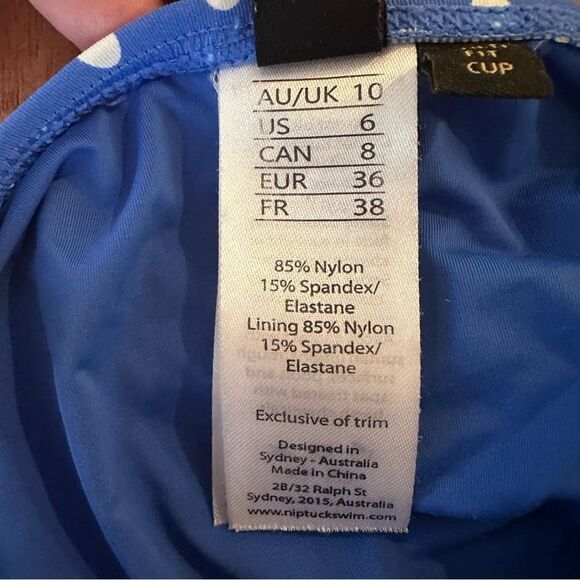 CUP
AU/UK 10
US 6
CAN 8
EUR 36
FR 38
85% Nylon
15% Spandex/
Elastane
Lining 85% Nylon
15% Spandex/
Elastane
Exclusive of trim
Designed in
Sydney - Australia
Made in China
2B/32 Ralph St
Sydney, 2015, Australia
www.niptuckswim.com